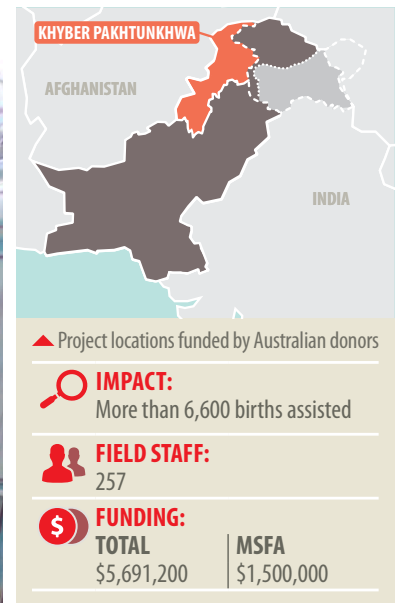 KHYBER PAKHTUNKHWA
AFGHANISTAN
INDIA
Project locations funded by Australian donors
IMPACT:
More than 6,600 births assisted
FIELD STAFF:
257
$
FUNDING:
TOTAL MSFA
$5,691,200 $1,500,000